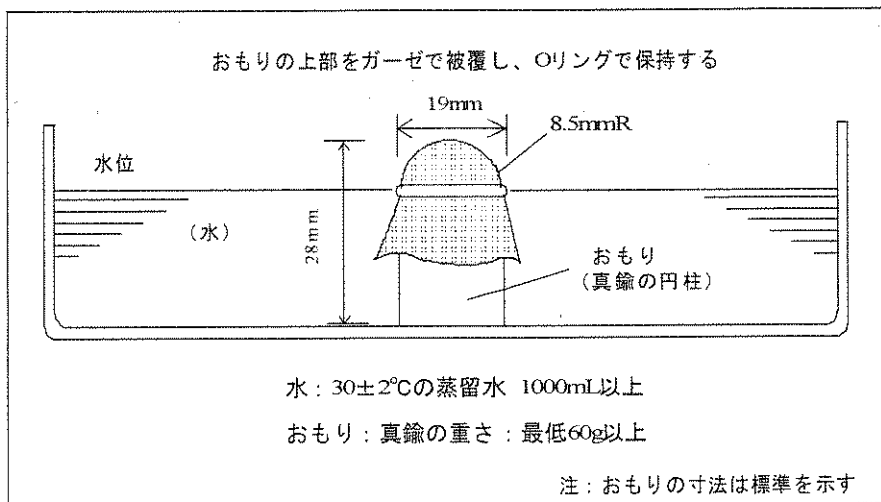 おもりの上部をガーゼで被覆し、Oリングで保持する
19mm
8.5mmR
水位
(水)
28mm
おもり
(真鍮の円柱)
水：30±2℃の蒸留水 1000mL以上
おもり：真鍮の重さ：最低60g以上
注：おもりの寸法は標準を示す